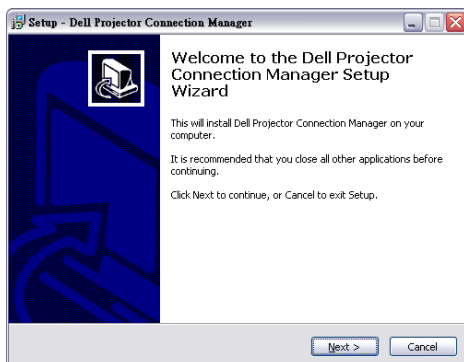 Setup - Dell Projector Connection Manager
Welcome to the Dell Projector
Connection Manager Setup
Wizard
This will install Dell Projector Connection Manager on your
computer.
It is recommended that you close all other applications before
continuing.
Click Next to continue, or Cancel to exit Setup.
Next >
Cancel